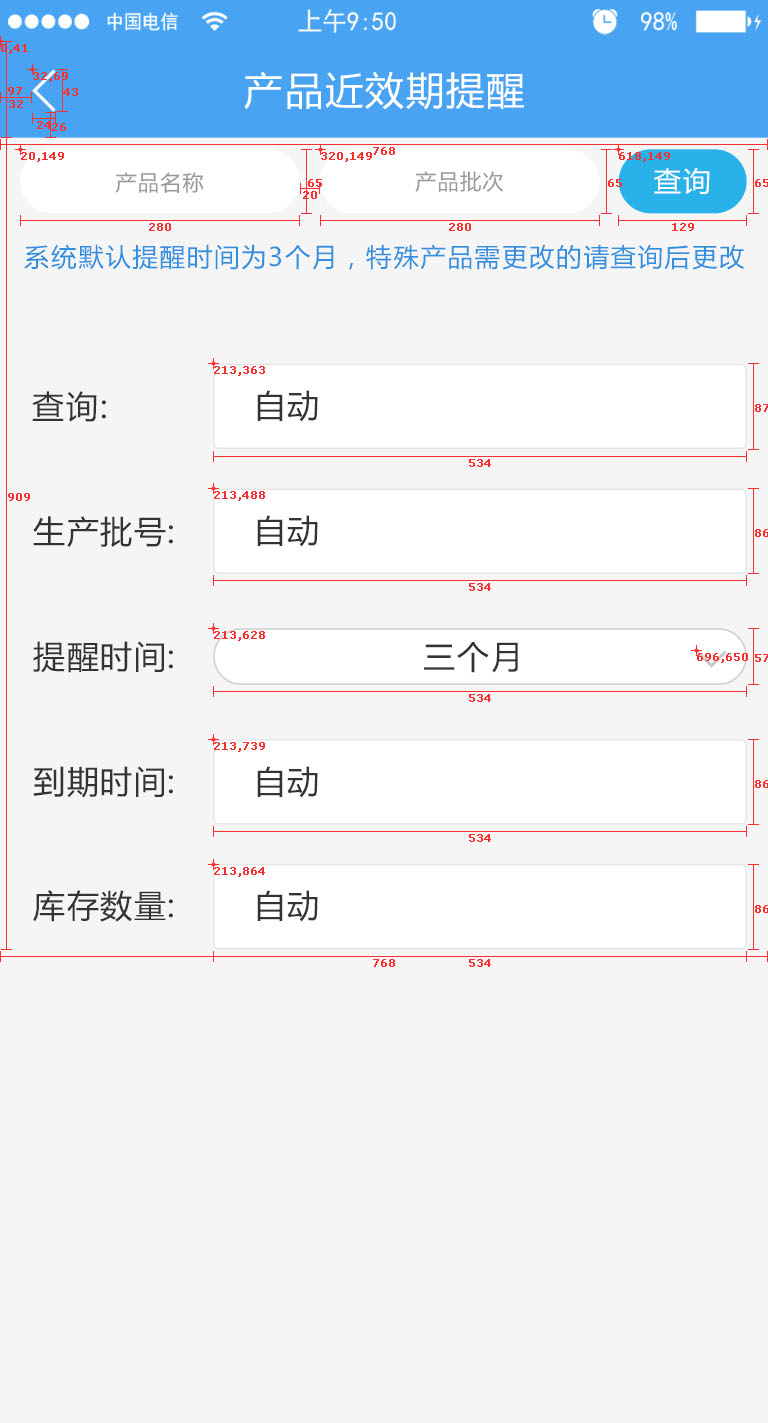 中国电信 上午9:50 98%
0,41
32,69
产品近效期提醒
97
32
43
24
26
768
20,149
320,149
618,149
产品名称
产品批次
查询
65
20
65
65
280
280
129
系统默认提醒时间为3个月，特殊产品需更改的请查询后更改
213,363
查询:
自动
87
534
909
213,488
生产批号:
自动
86
534
213,628
提醒时间:
三个月
696,650
57
534
213,739
到期时间:
自动
86
534
213,864
库存数量:
自动
86
768
534